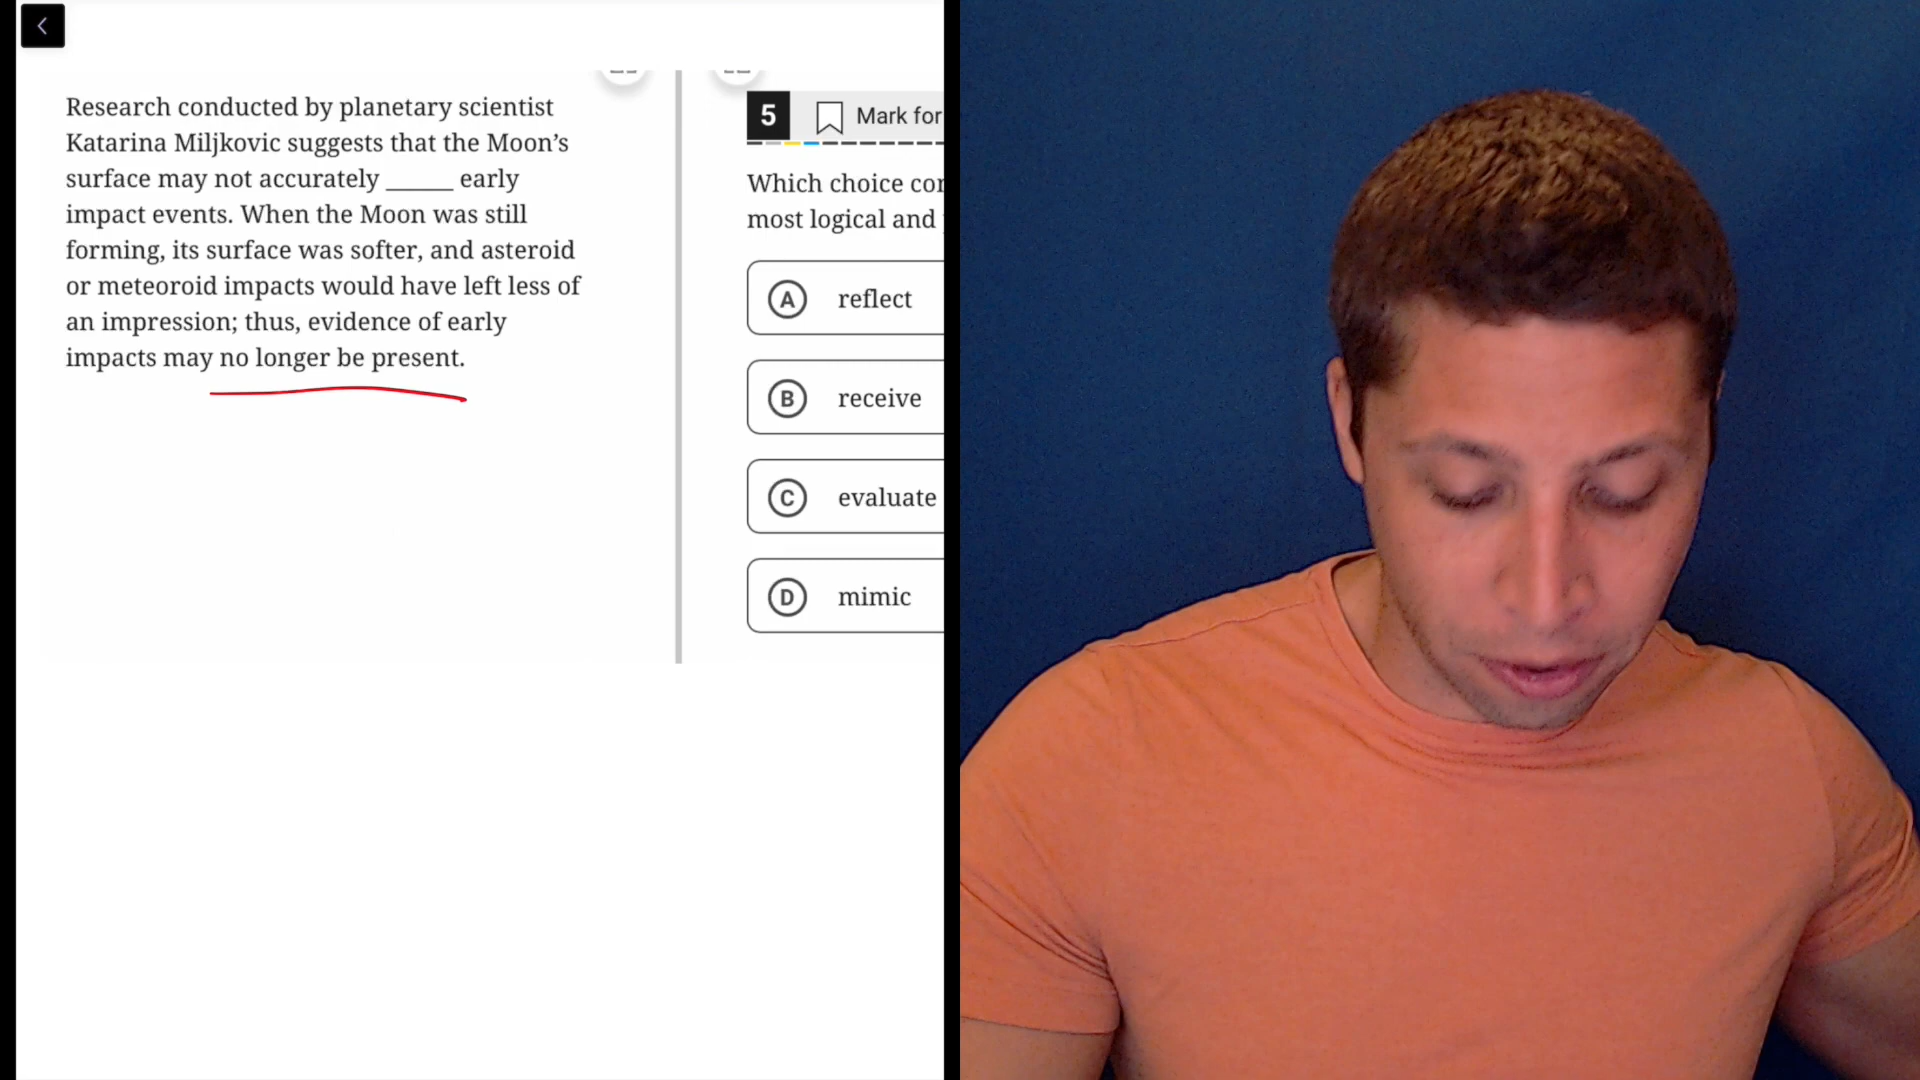 Research conducted by planetary scientist
Katarina Miljkovic suggests that the Moon’s
surface may not accurately ______ early
impact events. When the Moon was still
forming, its surface was softer, and asteroid
or meteoroid impacts would have left less of
an impression; thus, evidence of early
impacts may no longer be present.
5 Mark for
Which choice
most logical and
A reflect
B receive
C evaluate
D mimic